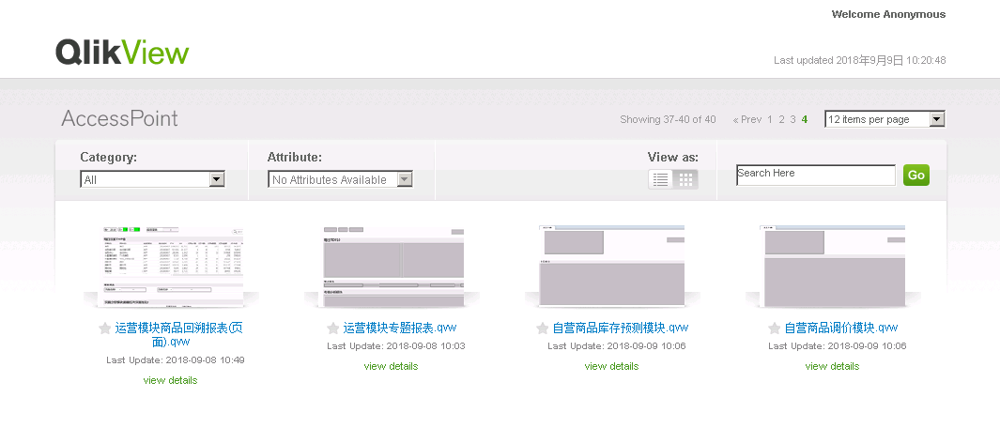 Welcome Anonymous
QlikView
Last updated 2018年9月9日 10:20:48
AccessPoint
Showing 37-40 of 40
« Prev 1 2 3 4
12 items per page
Category:
Attribute:
View as:
All
No Attributes Available
Search Here
Go
运营模块商品回溯报表(页
面).qvw
Last Update: 2018-09-08 10:49
view details
运营模块专题报表.qvw
Last Update: 2018-09-08 10:03
view details
自营商品库存预测模块.qvw
Last Update: 2018-09-09 10:06
view details
自营商品调价模块.qvw
Last Update: 2018-09-09 10:06
view details